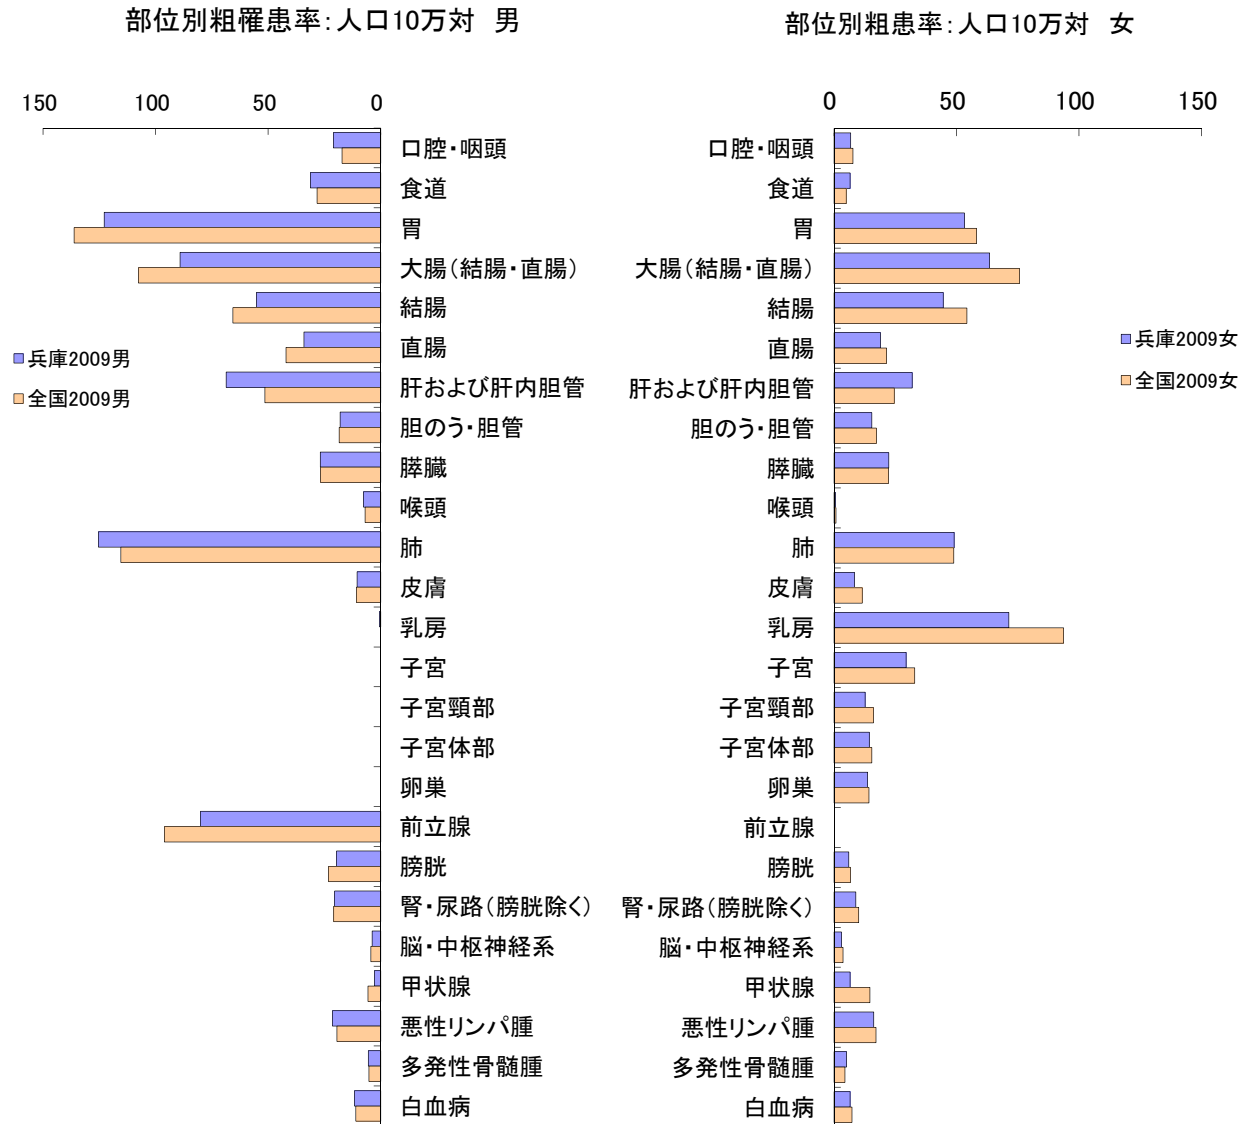 部位別粗罹患率：人口10万対　男
150 100 50 0
口腔・咽頭
食道
胃
大腸（結腸・直腸）
結腸
直腸
肝および肝内胆管
胆のう・胆管
膵臓
喉頭
肺
皮膚
乳房
子宮
子宮頸部
子宮体部
卵巣
前立腺
膀胱
腎・尿路（膀胱除く）
脳・中枢神経系
甲状腺
悪性リンパ腫
多発性骨髄腫
白血病
兵庫2009男
全国2009男
部位別粗患率：人口10万対　女
0 50 100 150
口腔・咽頭
食道
胃
大腸（結腸・直腸）
結腸
直腸
肝および肝内胆管
胆のう・胆管
膵臓
喉頭
肺
皮膚
乳房
子宮
子宮頸部
子宮体部
卵巣
前立腺
膀胱
腎・尿路（膀胱除く）
脳・中枢神経系
甲状腺
悪性リンパ腫
多発性骨髄腫
白血病
兵庫2009女
全国2009女